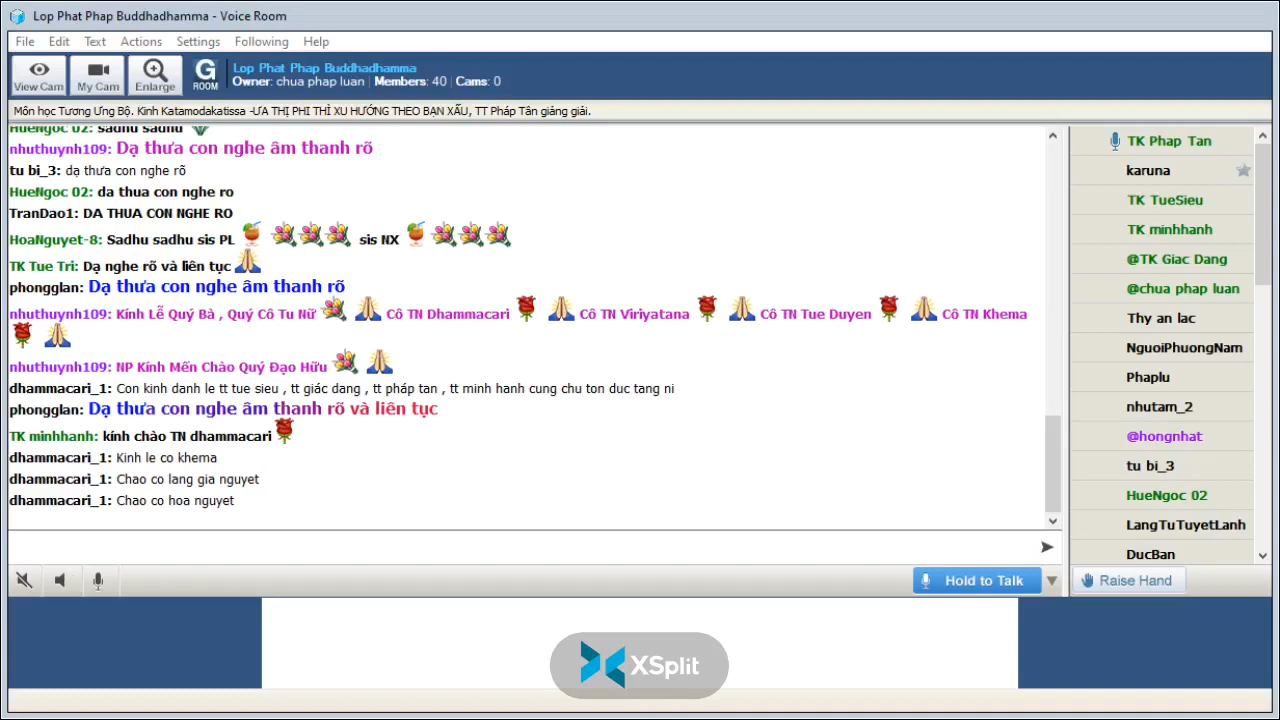 Lop Phat Phap Buddhadhamma - Voice Room
File Edit Text Actions Settings Following Help
View Cam My Cam Enlarge G ROOM
Lop Phat Phap Buddhadhamma
Owner: chua phap luan | Members: 40 | Cams: 0
Môn học Tương Ưng Bộ. Kinh Katamodakatissa -ƯA THỊ PHI THÌ XU HƯỚNG THEO BẠN XẤU, TT Pháp Tân giảng giải.
HueNgoc 02: sadhu sadhu
nhuthuynh109: Dạ thưa con nghe âm thanh rõ
tu bi_3: dạ thưa con nghe rõ
HueNgoc 02: da thua con nghe ro
TranDao1: DA THUA CON NGHE RO
HoaNguyet-8: Sadhu sadhu sis PL sis NX
TK Tue Tri: Dạ nghe rõ và liên tục
phongglan: Dạ thưa con nghe âm thanh rõ
nhuthuynh109: Kính Lễ Quý Bà , Quý Cô Tu Nữ Cô TN Dhammacari Cô TN Viriyatana Cô TN Tue Duyen Cô TN Khema
nhuthuynh109: NP Kính Mến Chào Quý Đạo Hữu
dhammacari_1: Con kinh danh le tt tue sieu , tt giác dang , tt pháp tan , tt minh hanh cung chu ton duc tang ni
phongglan: Dạ thưa con nghe âm thanh rõ và liên tục
TK minhhanh: kính chào TN dhammacari
dhammacari_1: Kinh le co khema
dhammacari_1: Chao co lang gia nguyet
dhammacari_1: Chao co hoa nguyet
TK Phap Tan
karuna
TK TueSieu
TK minhhanh
@TK Giac Dang
@chua phap luan
Thy an lac
NguoiPhuongNam
Phaplu
nhutam_2
@hongnhat
tu bi_3
HueNgoc 02
LangTuTuyetLanh
DucBan
Hold to Talk
Raise Hand
XSplit